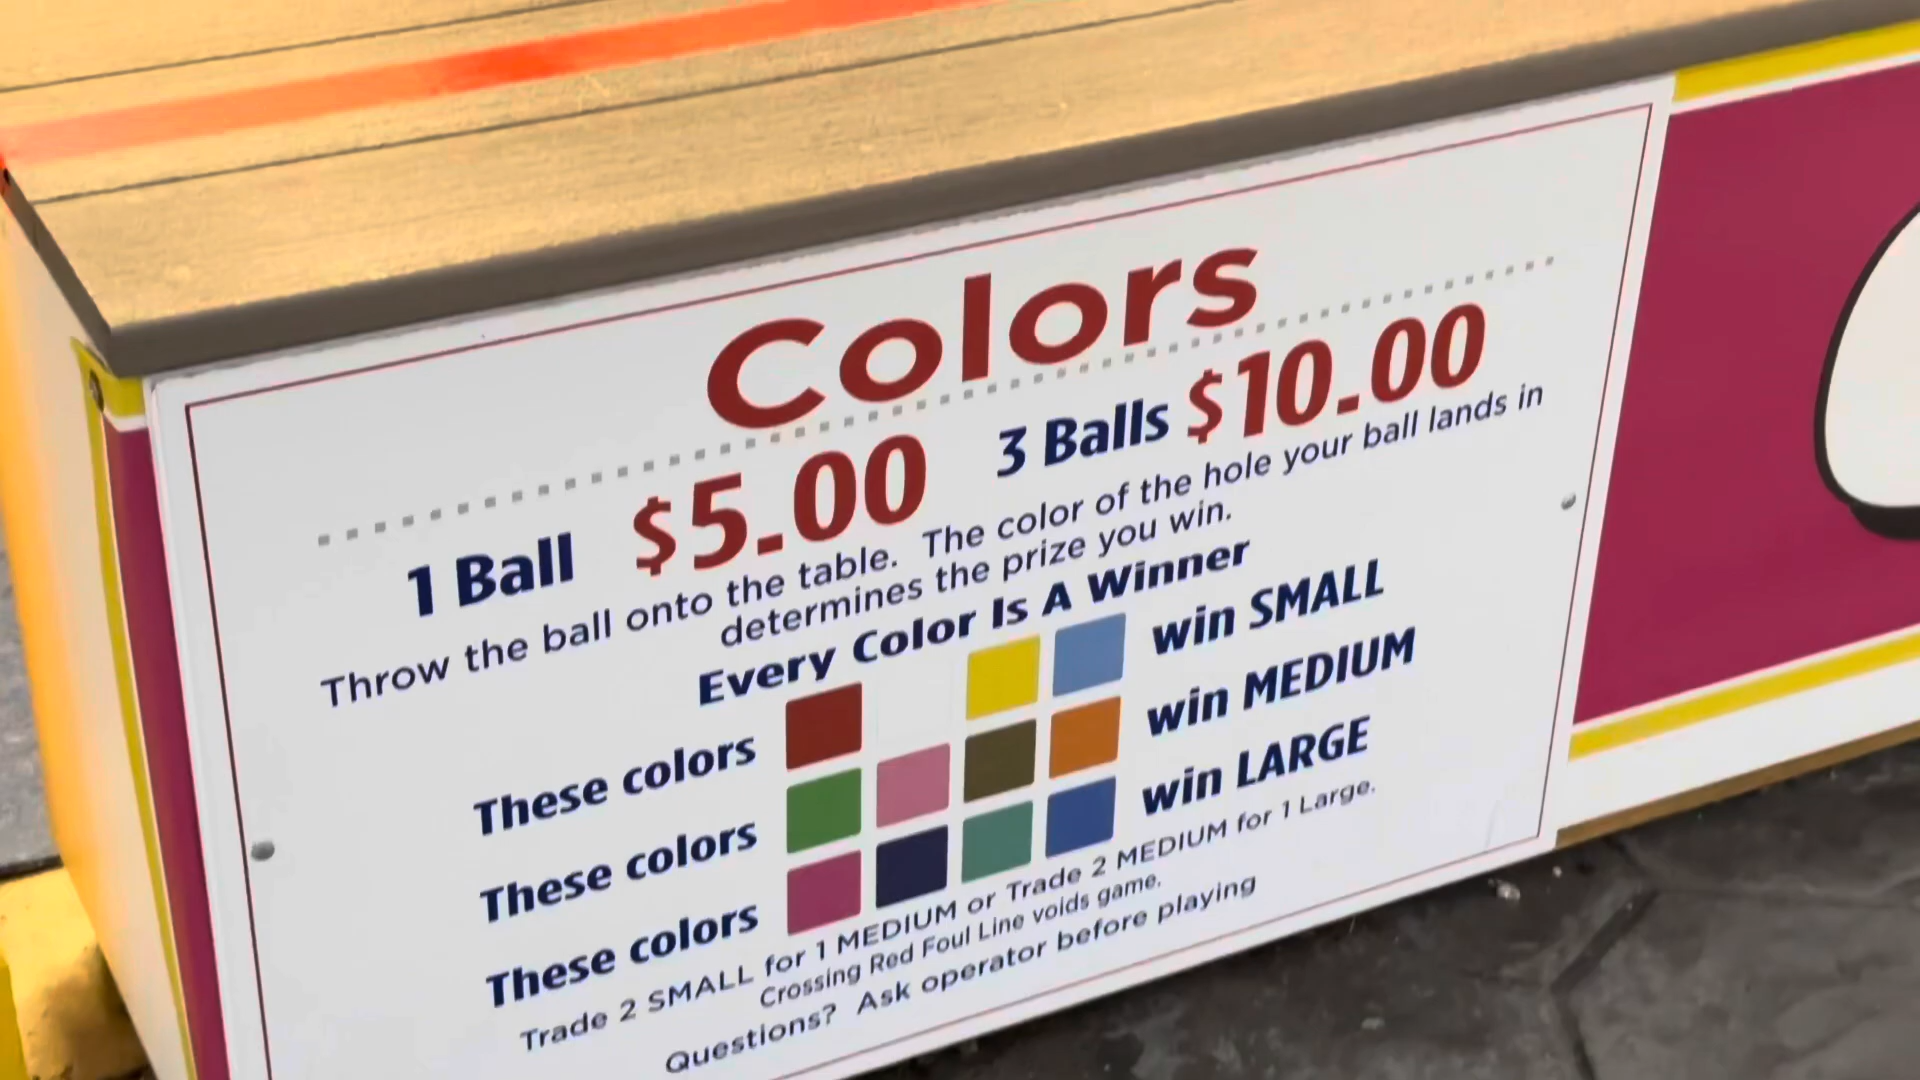 Colors
1 Ball $5.00 3 Balls $10.00
Throw the ball onto the table. The color of the hole your ball lands in
determines the prize you win.
Every Color Is A Winner
These colors win SMALL
These colors win MEDIUM
These colors win LARGE
Trade 2 SMALL for 1 MEDIUM or Trade 2 MEDIUM for 1 Large.
Crossing Red Foul Line voids game.
Questions? Ask operator before playing